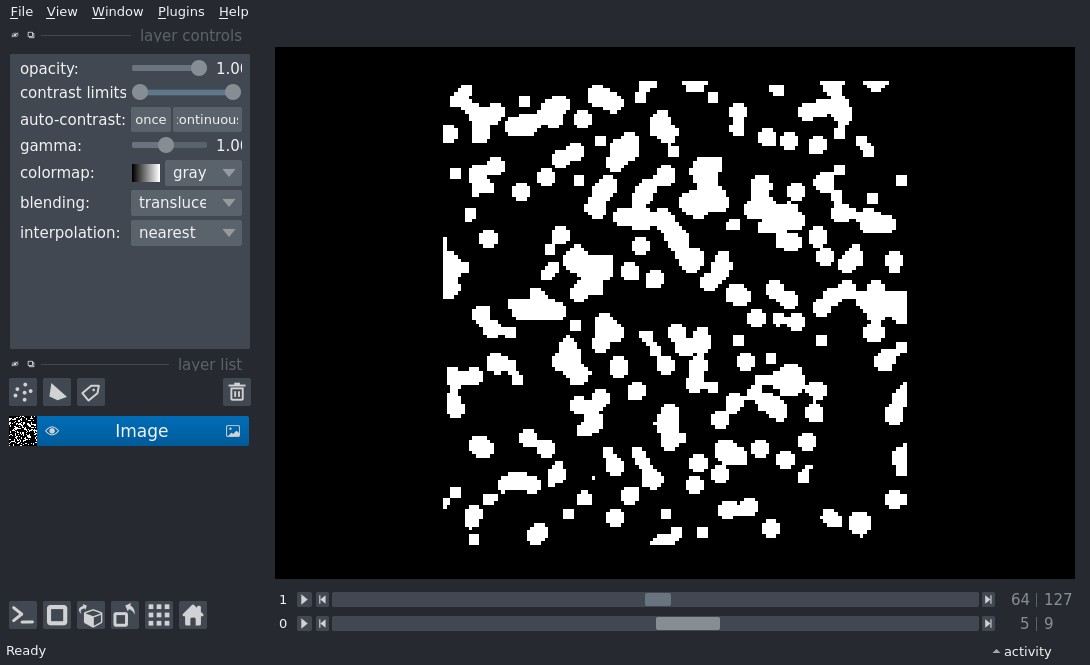 File View Window Plugins Help
layer controls
opacity: 1.00
contrast limits
auto-contrast: once continuous
gamma: 1.00
colormap: gray
blending: transluce
interpolation: nearest
layer list
Image
1 64 | 127
0 5 | 9
Ready activity